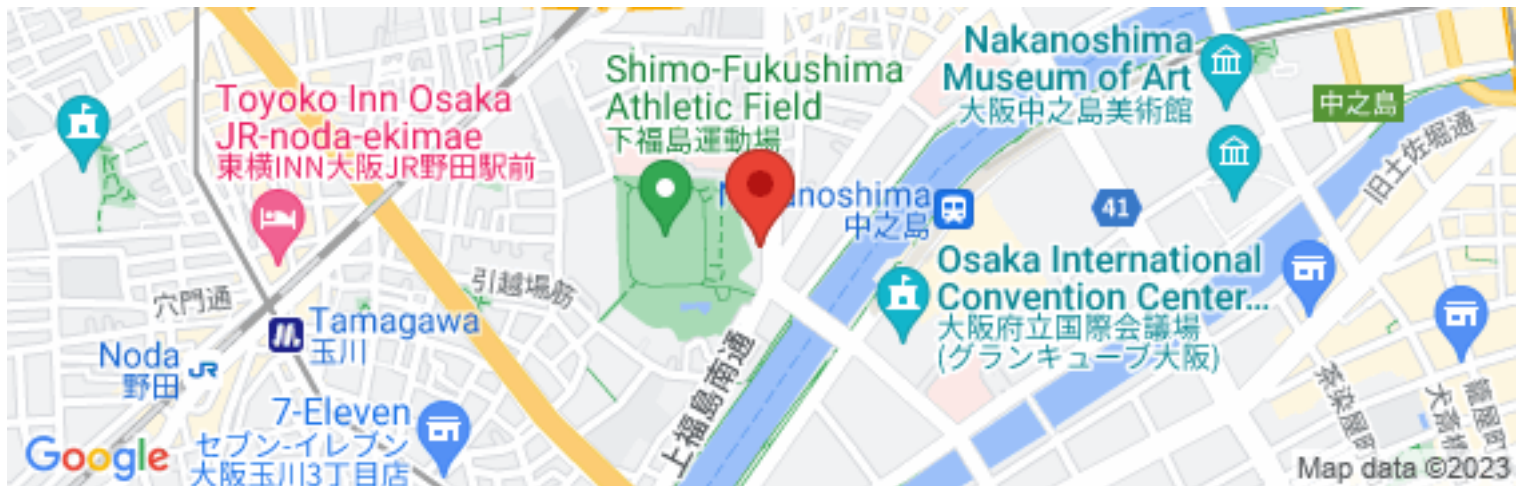 Nakanoshima
Museum of Art
大阪中之島美術館
Shimo-Fukushima
Athletic Field
下福島運動場
Toyoko Inn Osaka
JR-noda-ekimae
東横INN大阪JR野田駅前
中之島
旧土佐堀通
41
anoshima
中之島
Osaka International
Convention Center...
大阪府立国際会議場
(グランキューブ大阪)
引越場筋
穴門通
Tamagawa
玉川
Noda
野田
JR
上福島南通
7-Eleven
セブン-イレブン
大阪玉川3丁目店
茶染屋町
Google
Map data ©2023